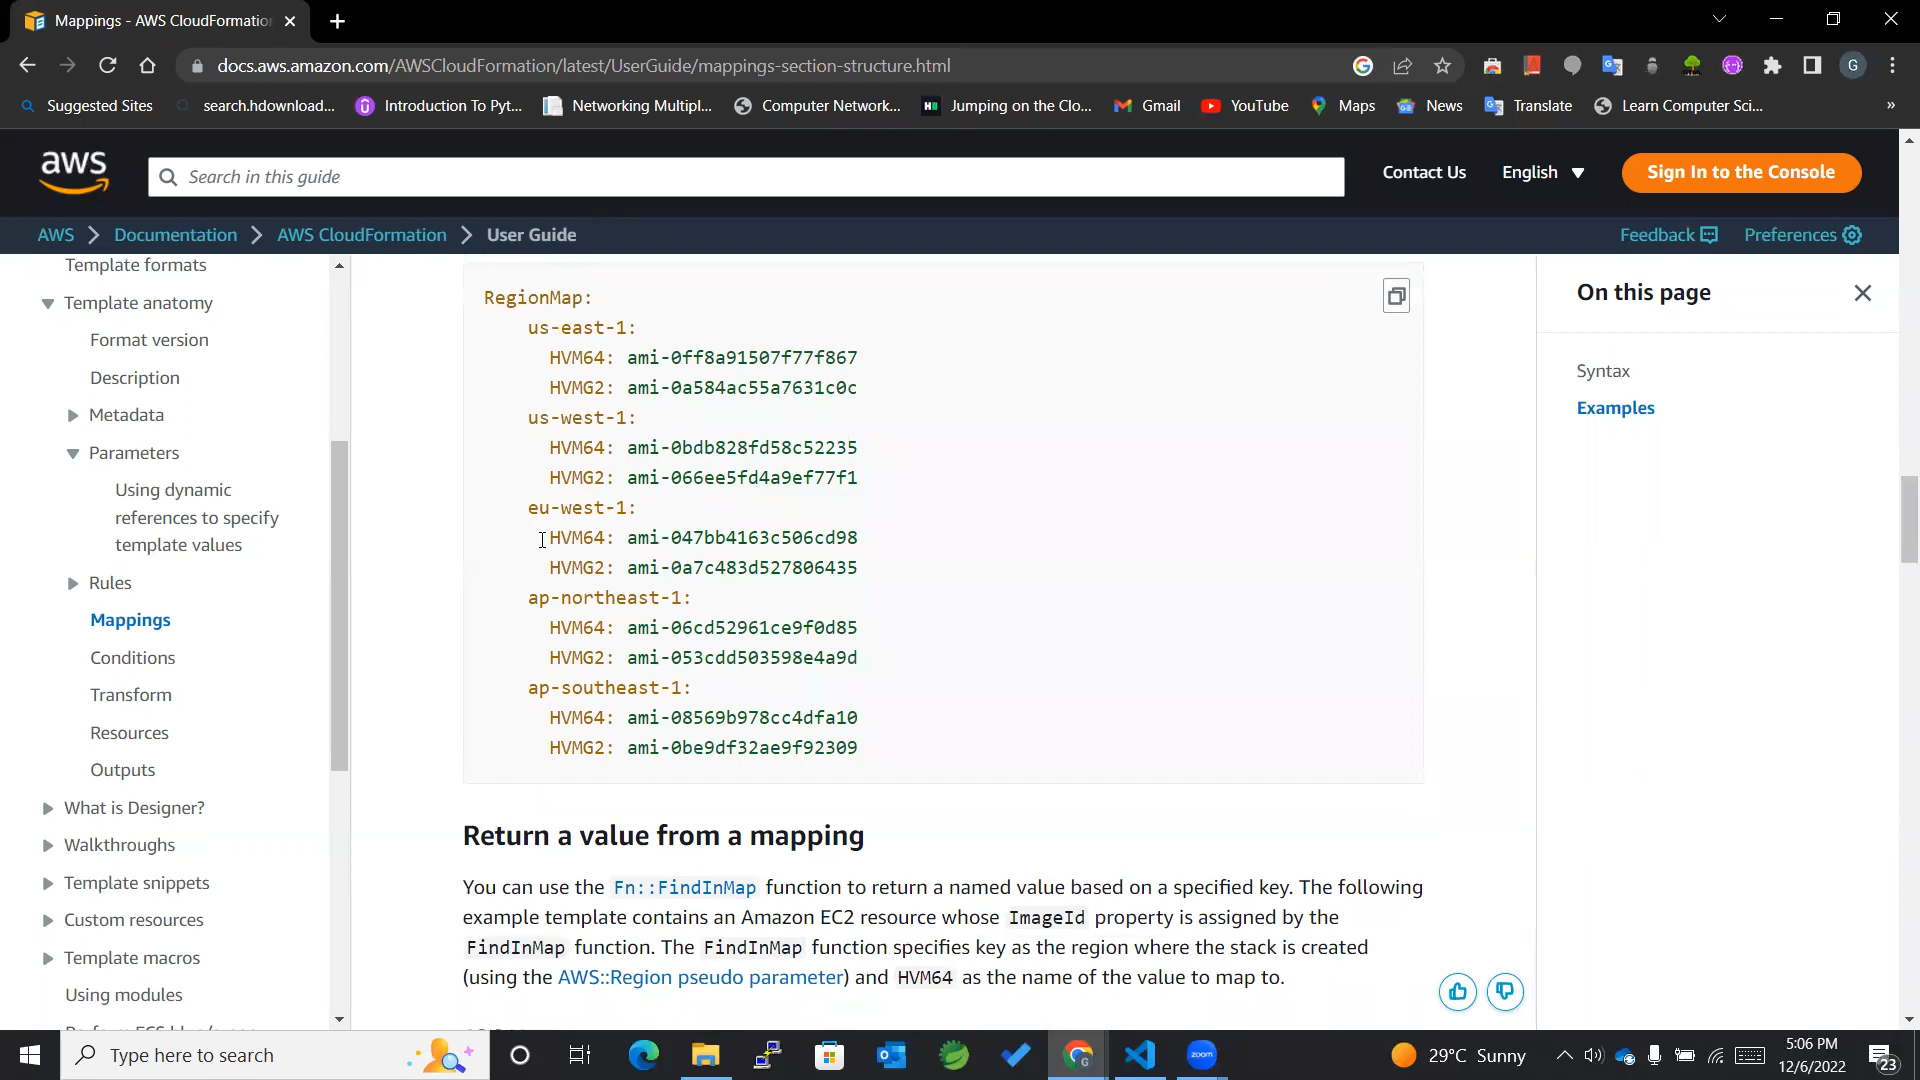 Mappings - AWS CloudFormation
docs.aws.amazon.com/AWSCloudFormation/latest/UserGuide/mappings-section-structure.html
G
Suggested Sites
search.hdownload...
Introduction To Pyt...
Networking Multipl...
Computer Network...
Jumping on the Clo...
Gmail
YouTube
Maps
News
Translate
Learn Computer Sci...
»
aws
Search in this guide
Contact Us
English
Sign In to the Console
AWS
Documentation
AWS CloudFormation
User Guide
Feedback
Preferences
Template formats
Template anatomy
Format version
Description
Metadata
Parameters
Using dynamic
references to specify
template values
Rules
Mappings
Conditions
Transform
Resources
Outputs
What is Designer?
Walkthroughs
Template snippets
Custom resources
Template macros
Using modules
RegionMap:
us-east-1:
HVM64: ami-0ff8a91507f77f867
HVMG2: ami-0a584ac55a7631c0c
us-west-1:
HVM64: ami-0bdb828fd58c52235
HVMG2: ami-066ee5fd4a9ef77f1
eu-west-1:
HVM64: ami-047bb4163c506cd98
HVMG2: ami-0a7c483d527806435
ap-northeast-1:
HVM64: ami-06cd52961ce9f0d85
HVMG2: ami-053cdd503598e4a9d
ap-southeast-1:
HVM64: ami-08569b978cc4dfa10
HVMG2: ami-0be9df32ae9f92309
Return a value from a mapping
You can use the Fn::FindInMap function to return a named value based on a specified key. The following
example template contains an Amazon EC2 resource whose ImageId property is assigned by the
FindInMap function. The FindInMap function specifies key as the region where the stack is created
(using the AWS::Region pseudo parameter) and HVM64 as the name of the value to map to.
On this page
Syntax
Examples
Type here to search
zoom
29°C Sunny
5:06 PM
12/6/2022
23